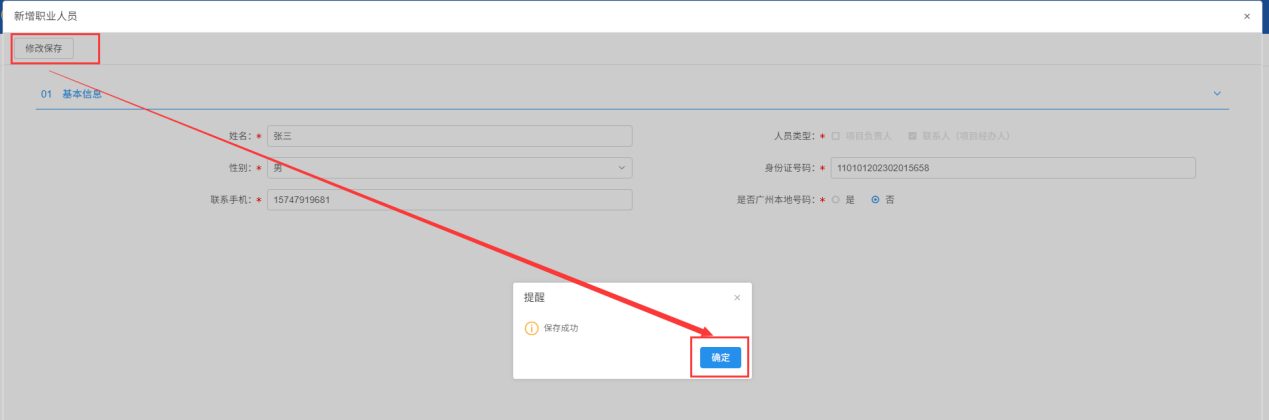 新增职业人员 ×
修改保存
01 基本信息
姓名: * 张三 人员类型: * 项目负责人 联系人（项目经办人）
性别: * 男 身份证号码: * 110101202302015658
联系手机: * 15747919681 是否广州本地号码: * 是 否
提醒 ×
保存成功
确定